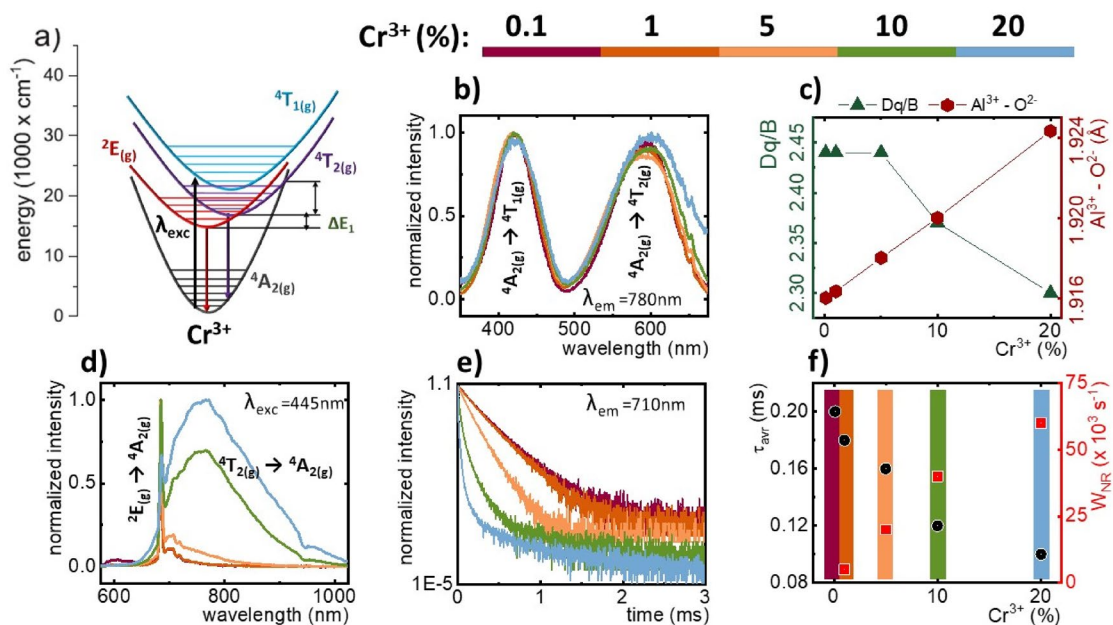 Cr³⁺ (%): 0.1 1 5 10 20
a)
energy (1000 x cm⁻¹)
50
40
30
20
10
0
⁴T₁₍g₎
²E₍g₎
⁴T₂₍g₎
λexc
ΔE₁
⁴A₂₍g₎
Cr³⁺
b)
normalized intensity
1.0
0.5
0.0
⁴A₂₍g₎ → ⁴T₁₍g₎
⁴A₂₍g₎ → ⁴T₂₍g₎
λem =780nm
400 500 600
wavelength (nm)
c)
Dq/B Al³⁺ - O²⁻
Dq/B
2.45
2.40
2.35
2.30
Al³⁺ - O²⁻ (Å)
1.924
1.920
1.916
0 10 20
Cr³⁺ (%)
d)
normalized intensity
1.0
0.5
0.0
λexc =445nm
²E₍g₎ → ⁴A₂₍g₎
⁴T₂₍g₎ → ⁴A₂₍g₎
600 800 1000
wavelength (nm)
e)
normalized intensity
1.1
1E-5
λem =710nm
0 1 2 3
time (ms)
f)
τavr (ms)
0.20
0.16
0.12
0.08
WNR (x 10³ s⁻¹)
75
50
25
0
0 10 20
Cr³⁺ (%)